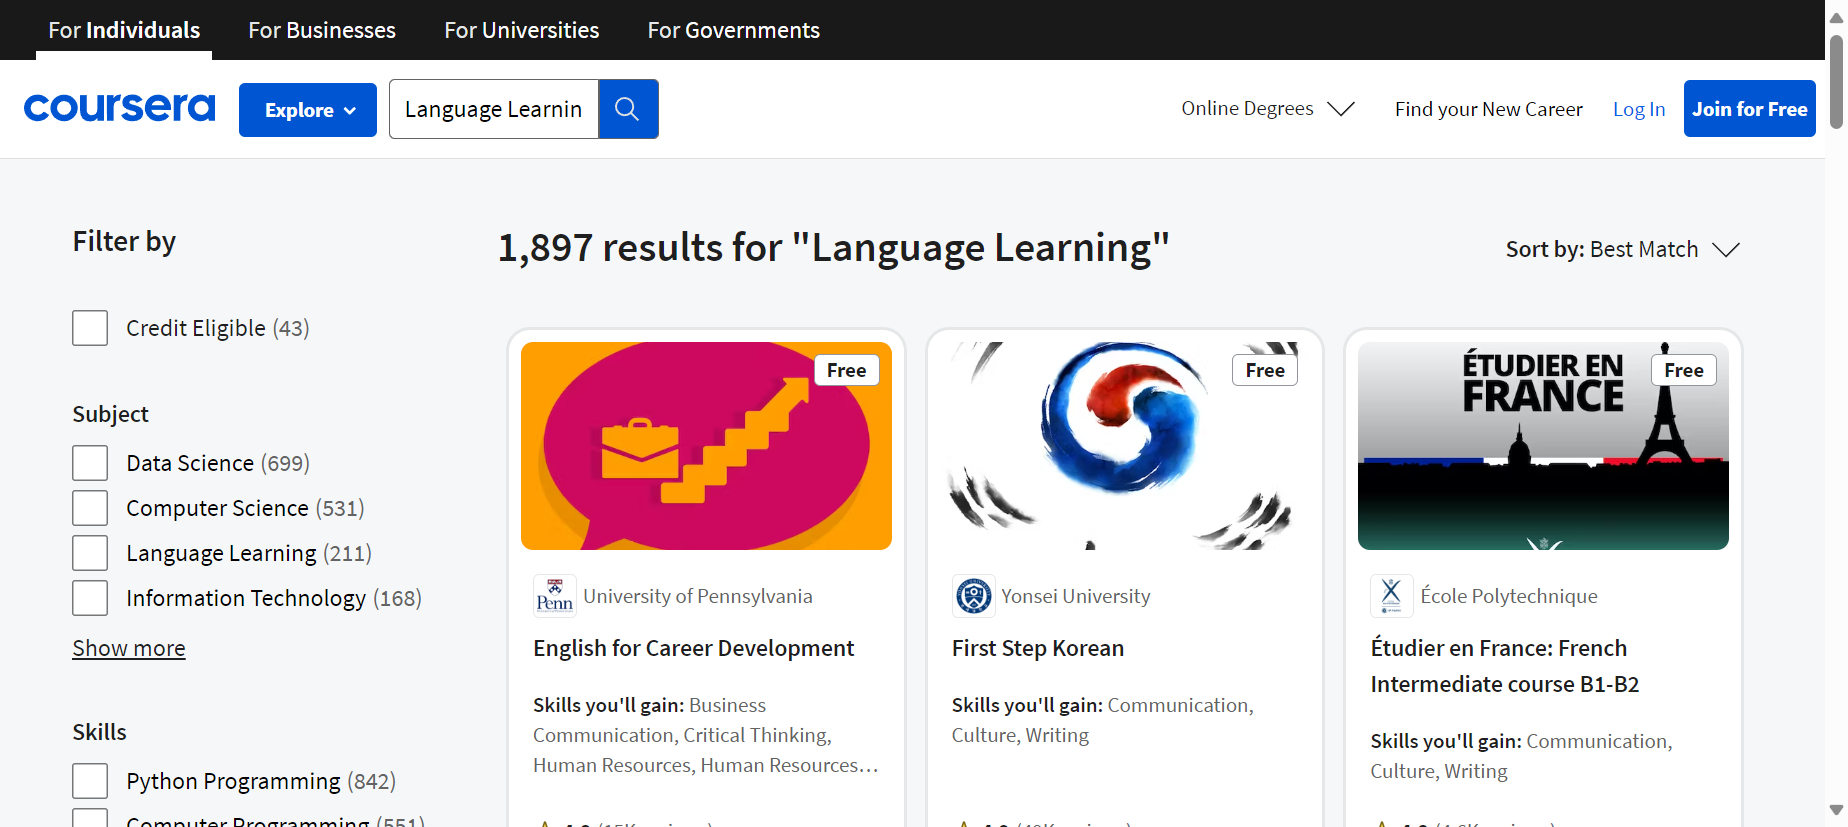 For Individuals For Businesses For Universities For Governments
coursera Explore Language Learnin Online Degrees Find your New Career Log In Join for Free
Filter by
1,897 results for "Language Learning"
Sort by: Best Match
Credit Eligible (43)
Subject
Data Science (699)
Computer Science (531)
Language Learning (211)
Information Technology (168)
Show more
Skills
Python Programming (842)
Computer Programming (551)
Free
Penn University of Pennsylvania
English for Career Development
Skills you'll gain: Business
Communication, Critical Thinking,
Human Resources, Human Resources…
Free
Yonsei University
First Step Korean
Skills you'll gain: Communication,
Culture, Writing
ÉTUDIER EN
FRANCE
Free
École Polytechnique
Étudier en France: French
Intermediate course B1-B2
Skills you'll gain: Communication,
Culture, Writing